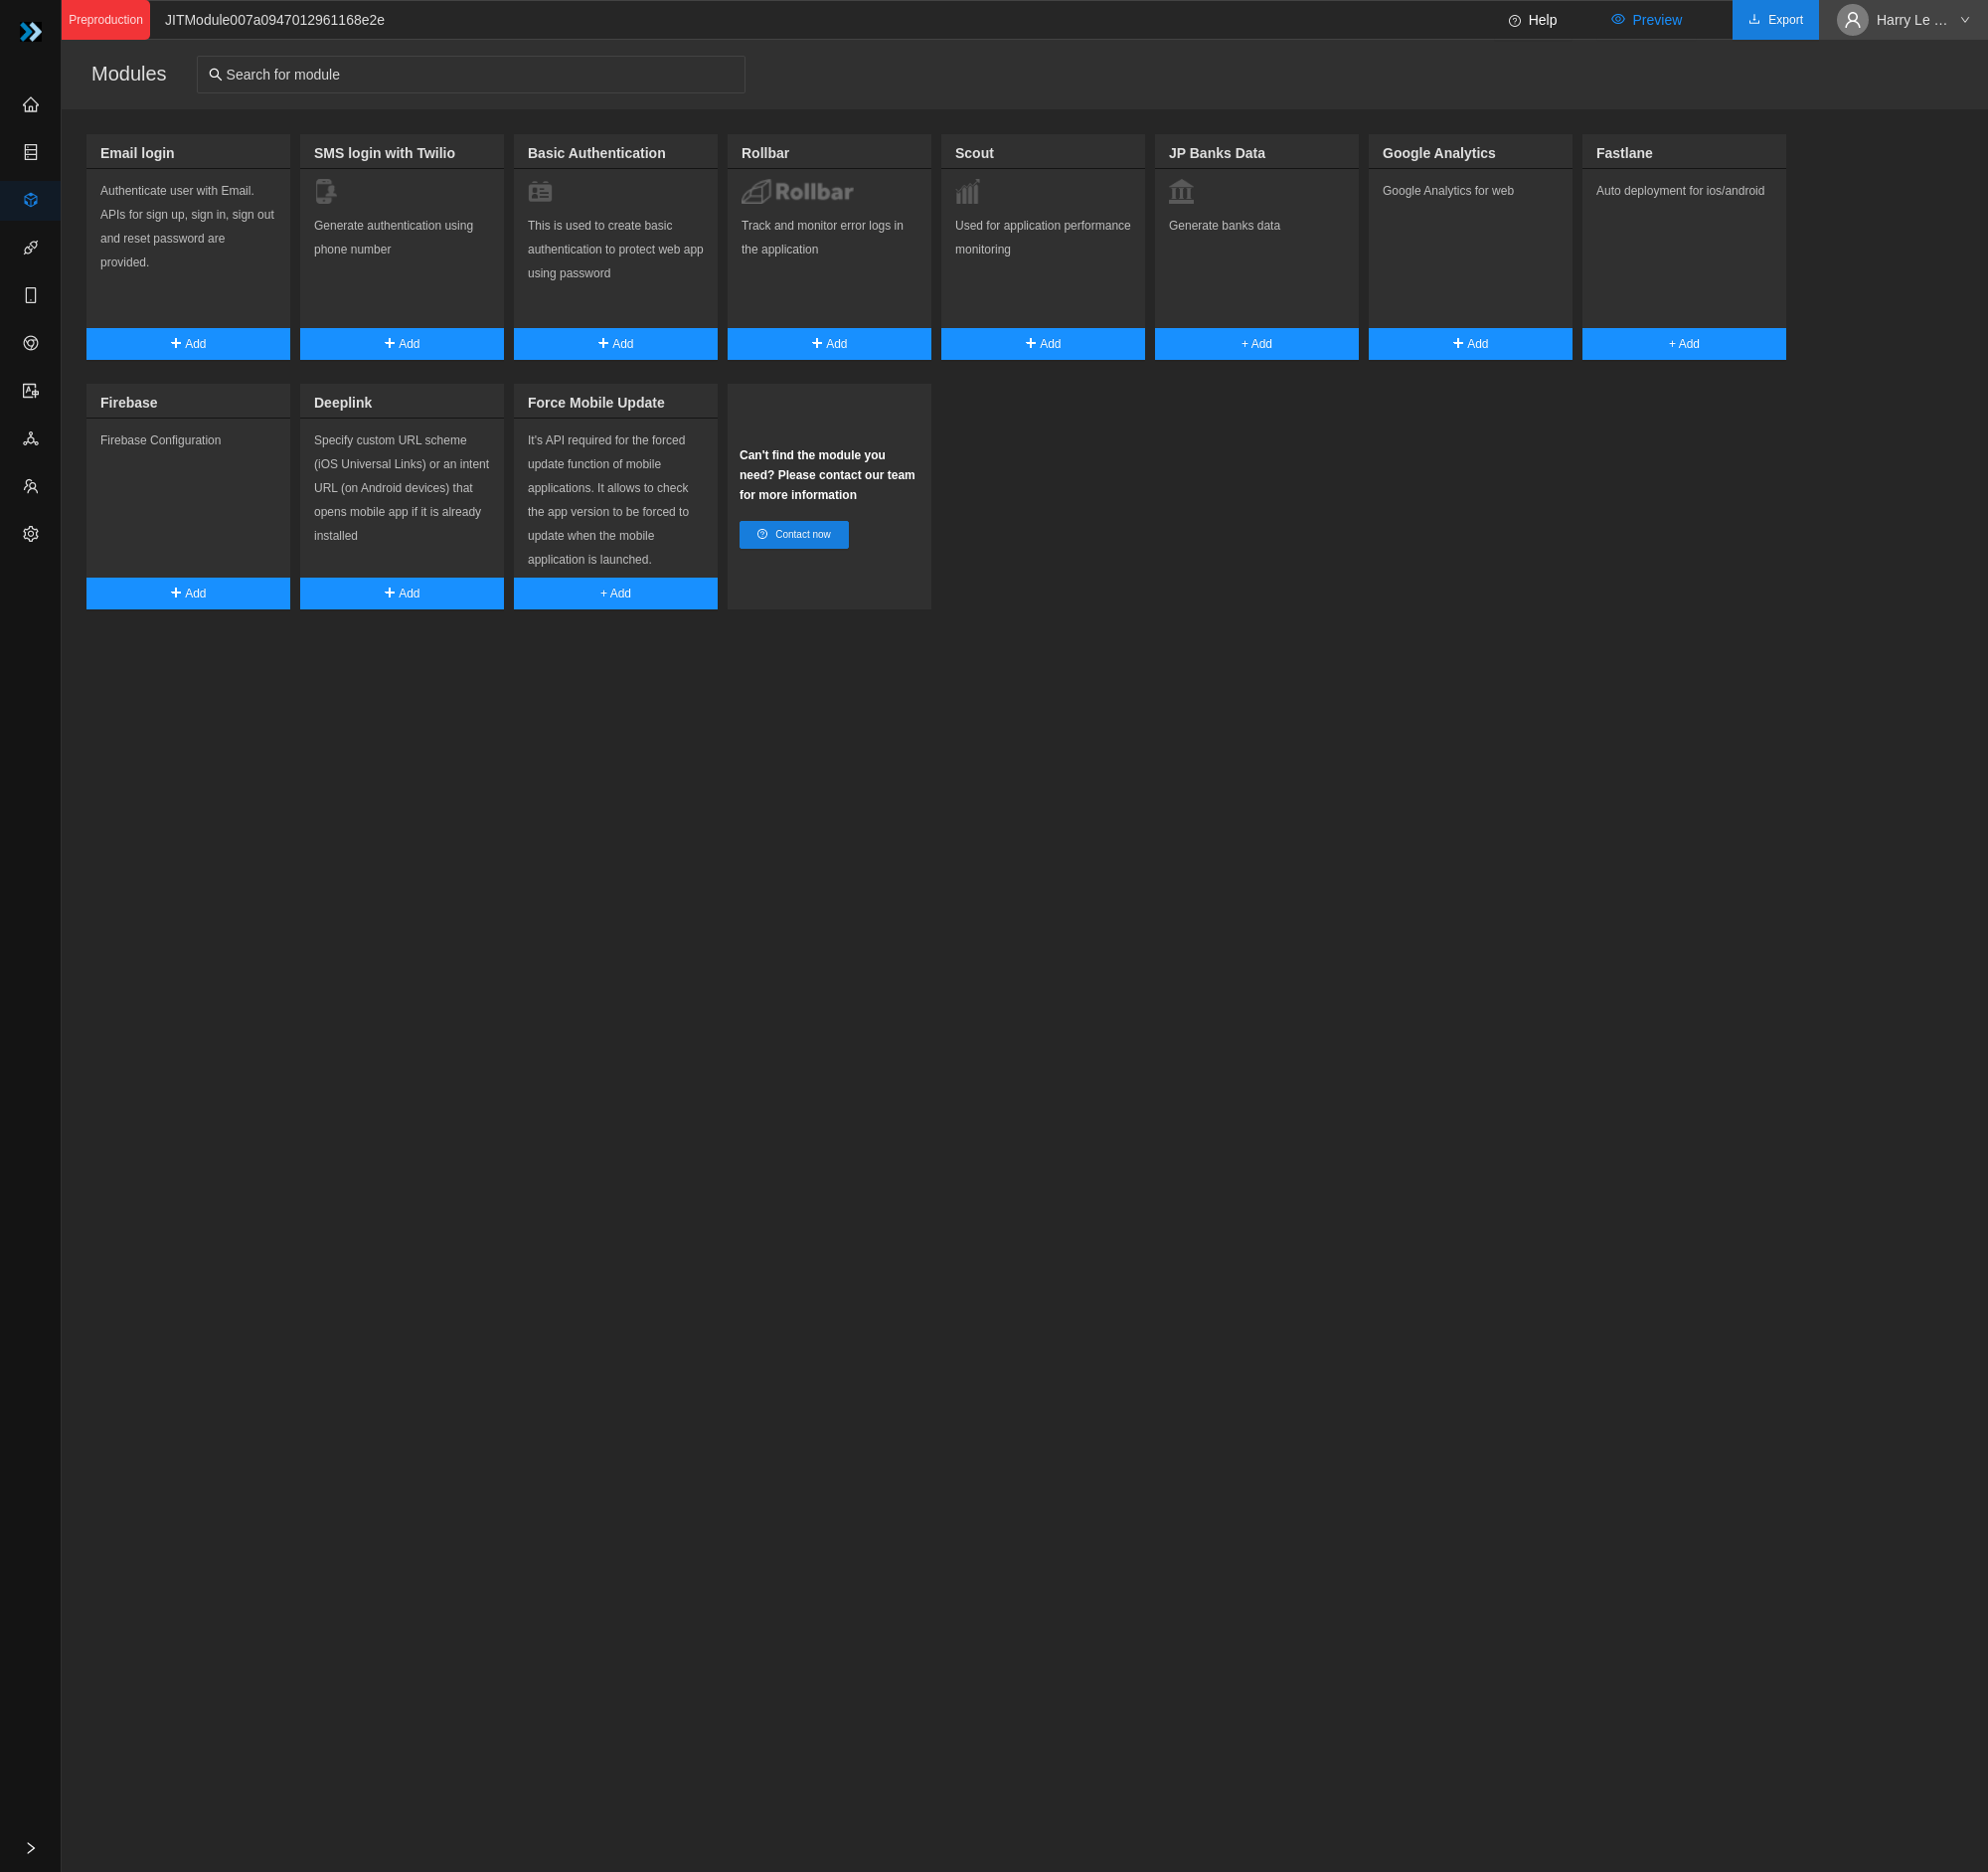 Preproduction
JITModule007a0947012961168e2e
Help
Preview
Export
Harry Le ...
Modules
Search for module
Email login
Authenticate user with Email.
APIs for sign up, sign in, sign out
and reset password are
provided.
Add
SMS login with Twilio
Generate authentication using
phone number
Add
Basic Authentication
This is used to create basic
authentication to protect web app
using password
Add
Rollbar
Rollbar
Track and monitor error logs in
the application
Add
Scout
Used for application performance
monitoring
Add
JP Banks Data
Generate banks data
+ Add
Google Analytics
Google Analytics for web
Add
Fastlane
Auto deployment for ios/android
+ Add
Firebase
Firebase Configuration
Add
Deeplink
Specify custom URL scheme
(iOS Universal Links) or an intent
URL (on Android devices) that
opens mobile app if it is already
installed
Add
Force Mobile Update
It's API required for the forced
update function of mobile
applications. It allows to check
the app version to be forced to
update when the mobile
application is launched.
+ Add
Can't find the module you
need? Please contact our team
for more information
Contact now